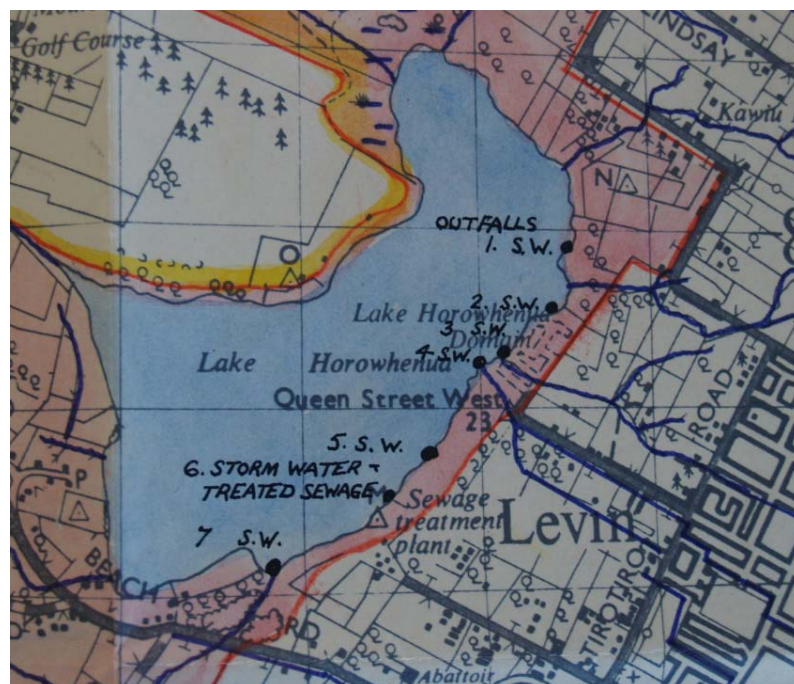 Golf Course
LINDSAY
Kawiu
N
OUTFALLS
1. S.W.
O
2. S.W.
Lake Horowhenua
3. S.W.
Domain
4. S.W.
Lake Horowhenua
Queen Street West
23
ROAD
5. S. W.
6. STORM WATER +
TREATED SEWAGE
P
Sewage
treatment
plant
Levin
7 S.W.
BEACH
RD
TIROTIRO
Abattoir